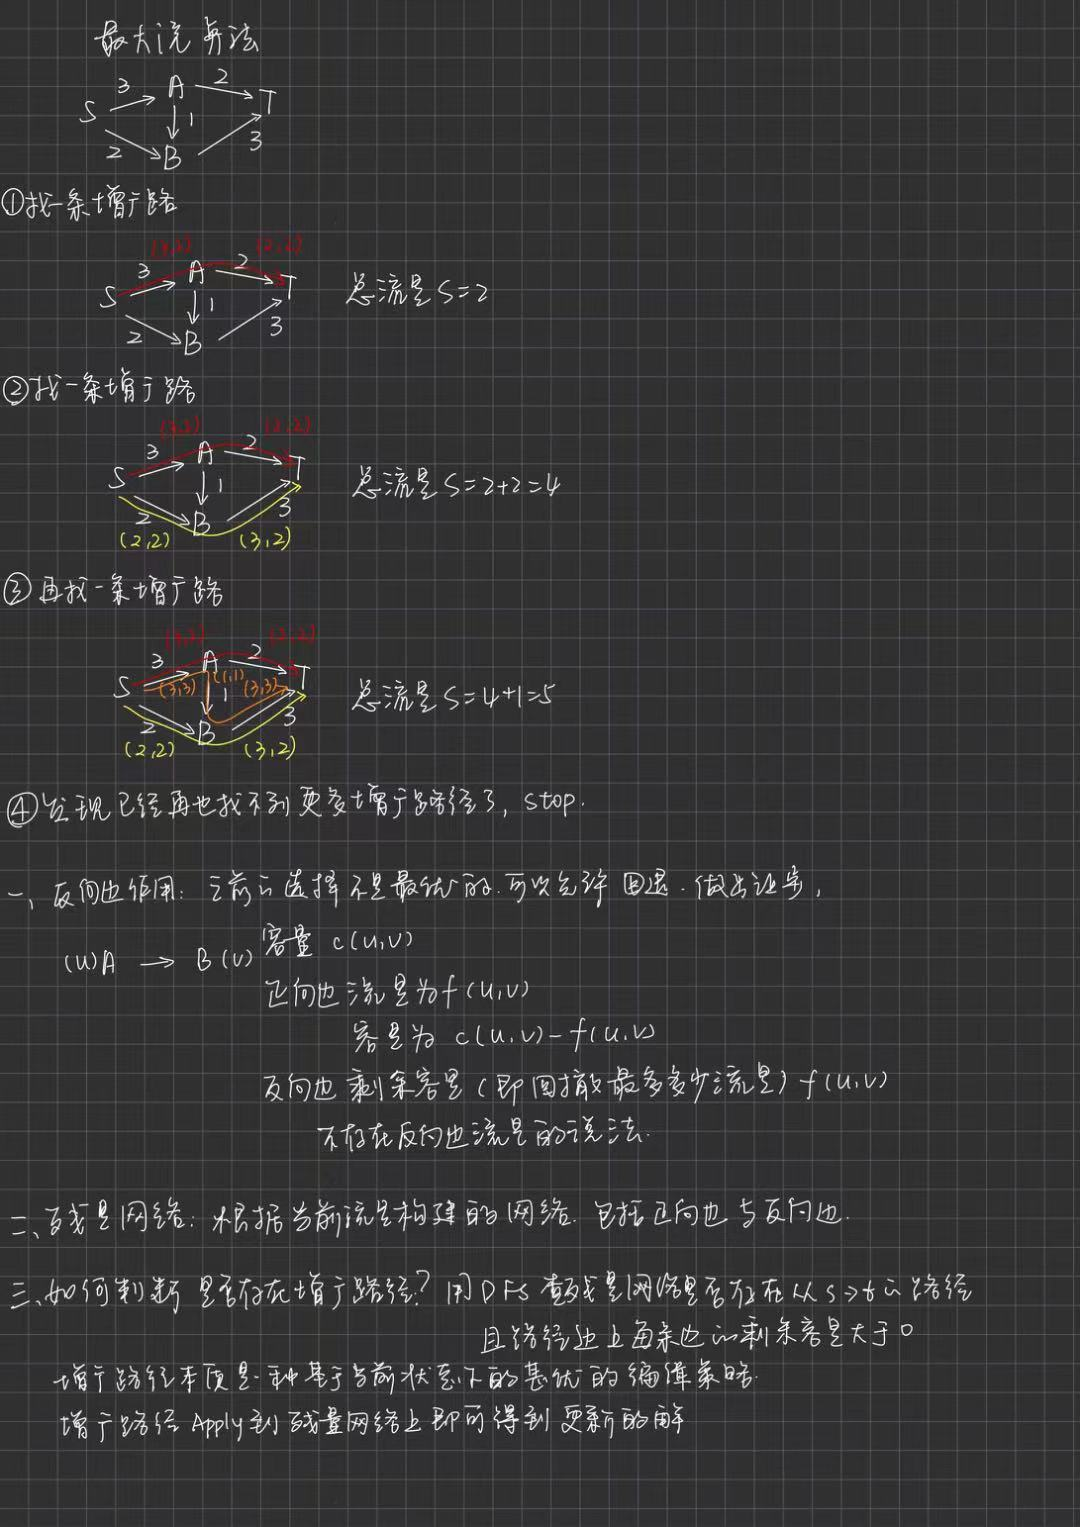 最大流算法
3 A 2
S 1 T
2 B 3
①找一条增广路
(3,2) (2,2)
3 A 2
S 1 T 总流量S=2
2 B 3
②找一条增广路
(3,2) (2,2)
3 A 2
S 1 T 总流量S=2+2=4
2 B 3
(2,2) (3,2)
③再找一条增广路
(3,2) (2,2)
3 A 2
S (3,3) (1,1) 1 (3,3) T 总流量S=4+1=5
2 B 3
(2,2) (3,2)
④发现已经再也找不到更多增广路径了, stop.
一、反向边作用: 之前的选择不是最优的.可以允许回退.做出让步,
(u)A → B(v) 容量 c(u,v)
正向边流量为f(u,v)
容量为 c(u,v)-f(u,v)
反向边剩余容量(即回撤最多多少流量) f(u,v)
不存在反向边流量的说法.
二、残量网络: 根据当前流量构建的网络. 包括正向边与反向边.
三、如何判断是否存在增广路径? 用DFS查残量网络是否存在从s→t的路径
且路径边上每条边的剩余容量大于0
增广路径本质是一种基于当前状态下的更优的编译策略.
增广路径Apply到残量网络上即可得到更新的解